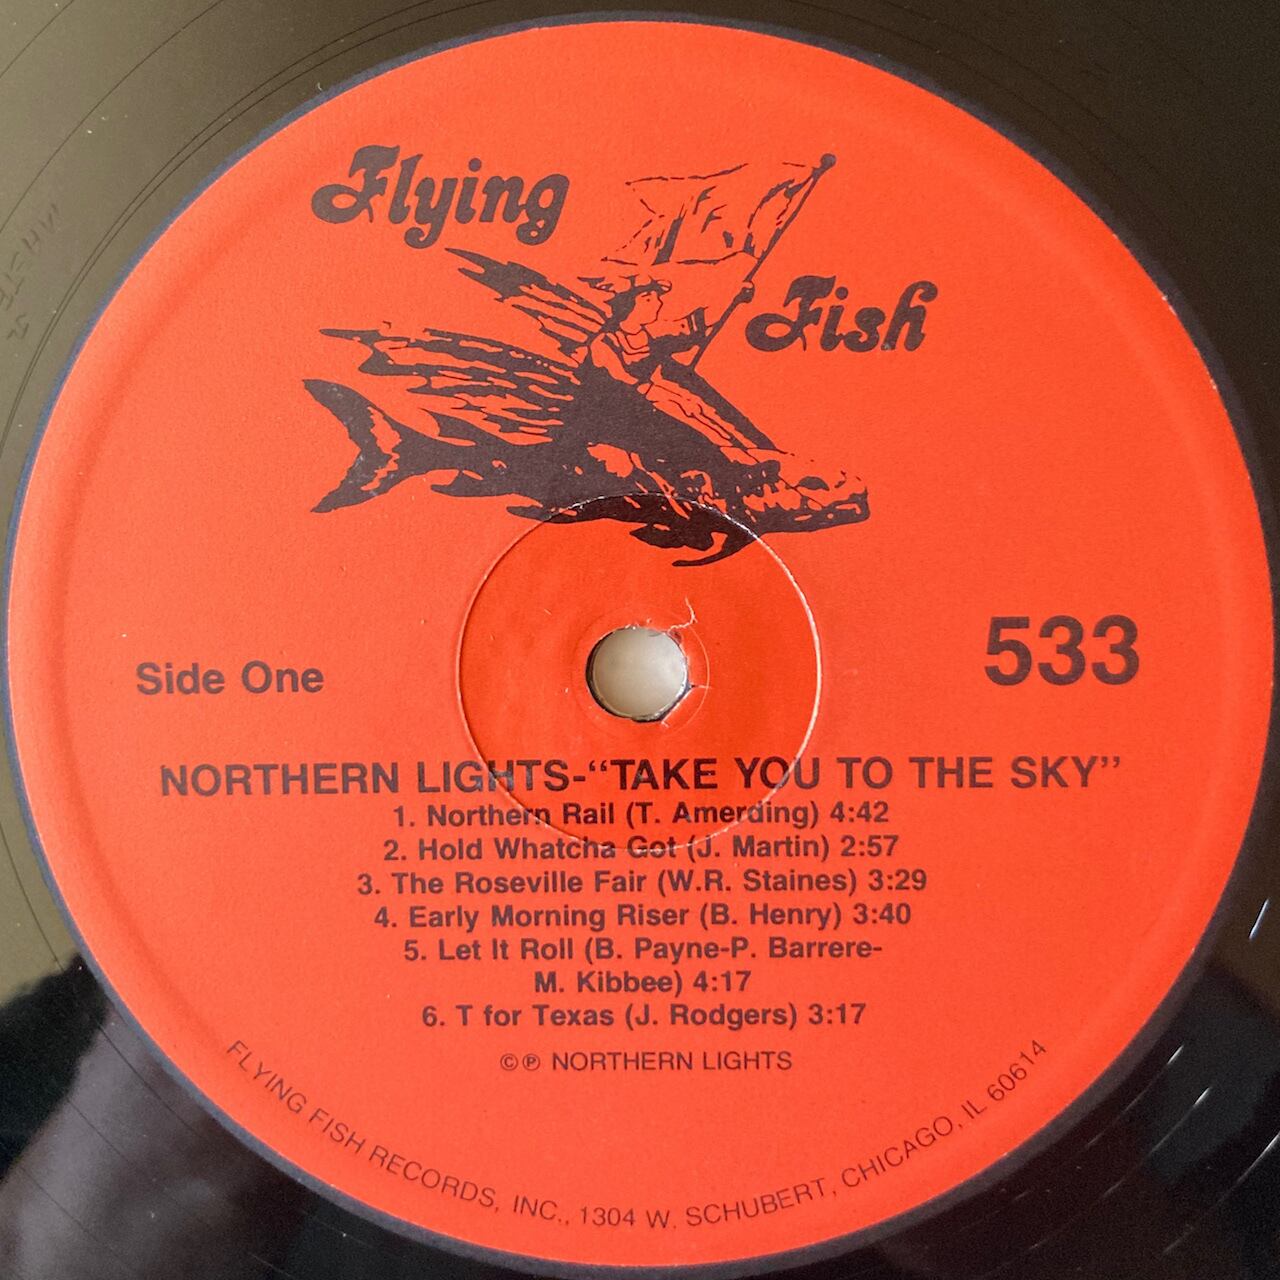 Flying
Fish
533
Side One
NORTHERN LIGHTS-“TAKE YOU TO THE SKY”
1. Northern Rail (T. Amerding) 4:42
2. Hold Whatcha Got (J. Martin) 2:57
3. The Roseville Fair (W.R. Staines) 3:29
4. Early Morning Riser (B. Henry) 3:40
5. Let It Roll (B. Payne-P. Barrere-
M. Kibbee) 4:17
6. T for Texas (J. Rodgers) 3:17
©℗ NORTHERN LIGHTS
FLYING FISH RECORDS, INC., 1304 W. SCHUBERT, CHICAGO, IL 60614